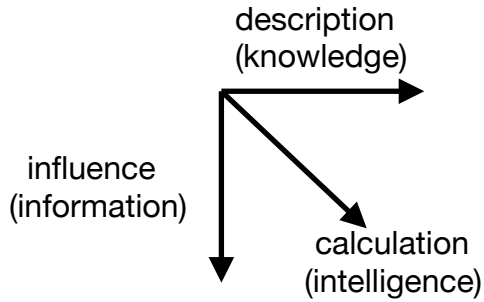 description
(knowledge)
influence
(information)
calculation
(intelligence)